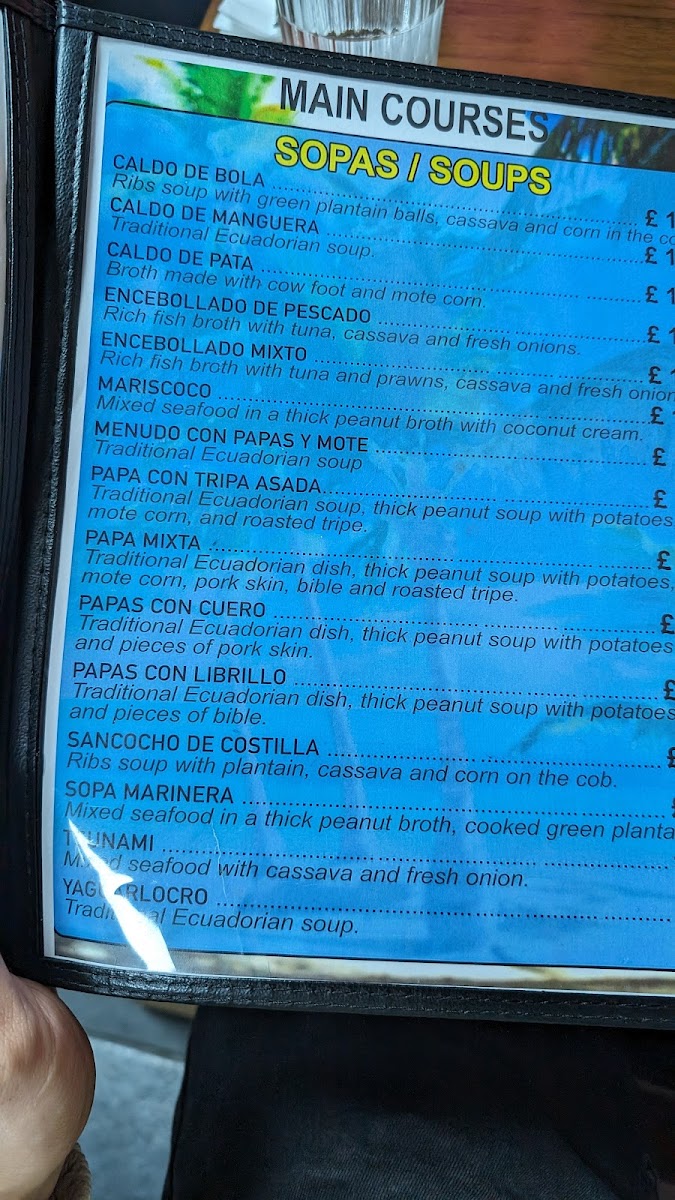 MAIN COURSES
SOPAS / SOUPS
CALDO DE BOLA ........ £ 1
Ribs soup with green plantain balls, cassava and corn in the
CALDO DE MANGUERA ........ £ 1
Traditional Ecuadorian soup.
CALDO DE PATA ........ £ 1
Broth made with cow foot and mote corn.
ENCEBOLLADO DE PESCADO ........ £
Rich fish broth with tuna, cassava and fresh onions.
ENCEBOLLADO MIXTO ........ £
Rich fish broth with tuna and prawns, cassava and fresh onion
MARISCOCO ........ £
Mixed seafood in a thick peanut broth with coconut cream.
MENUDO CON PAPAS Y MOTE ........ £
Traditional Ecuadorian soup
PAPA CON TRIPA ASADA ........ £
Traditional Ecuadorian soup, thick peanut soup with potatoes
mote corn, and roasted tripe.
PAPA MIXTA ........ £
Traditional Ecuadorian dish, thick peanut soup with potatoes,
mote corn, pork skin, bible and roasted tripe.
PAPAS CON CUERO ........ £
Traditional Ecuadorian dish, thick peanut soup with potatoes
and pieces of pork skin.
PAPAS CON LIBRILLO ........ £
Traditional Ecuadorian dish, thick peanut soup with potatoes
and pieces of bible.
SANCOCHO DE COSTILLA ........ £
Ribs soup with plantain, cassava and corn on the cob.
SOPA MARINERA ........
Mixed seafood in a thick peanut broth, cooked green planta
TSUNAMI ........
Mixed seafood with cassava and fresh onion.
YAGUARLOCRO ........
Traditional Ecuadorian soup.